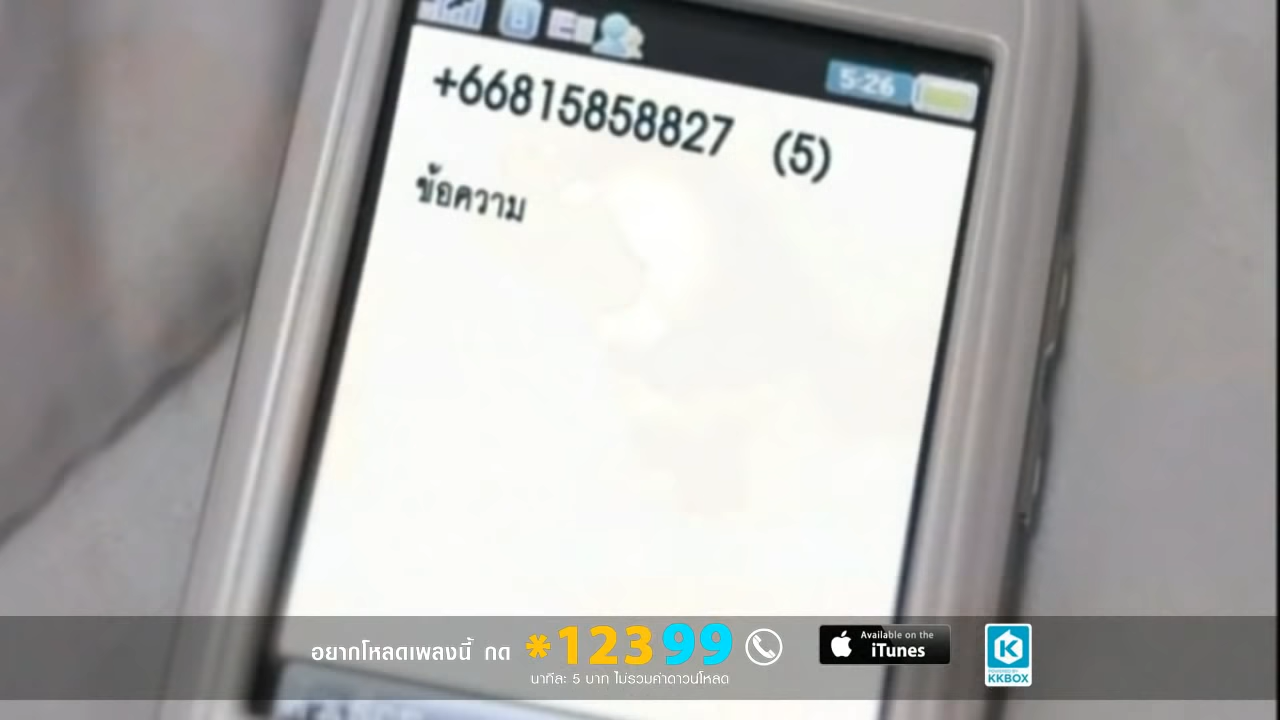 5:26
+66815858827 (5)
ข้อความ
อยากโหลดเพลงนี้ กด *12399
นาทีละ 5 บาท ไม่รวมค่าดาวน์โหลด
Available on the
iTunes
POWERED BY
KKBOX